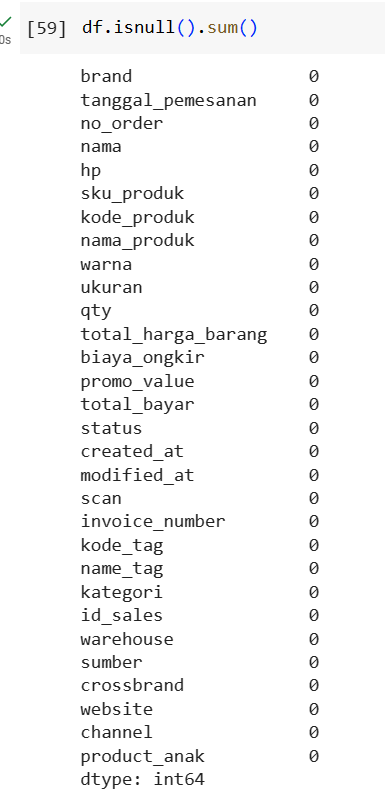 [59] df.isnull().sum()
0s
brand 0
tanggal_pemesanan 0
no_order 0
nama 0
hp 0
sku_produk 0
kode_produk 0
nama_produk 0
warna 0
ukuran 0
qty 0
total_harga_barang 0
biaya_ongkir 0
promo_value 0
total_bayar 0
status 0
created_at 0
modified_at 0
scan 0
invoice_number 0
kode_tag 0
name_tag 0
kategori 0
id_sales 0
warehouse 0
sumber 0
crossbrand 0
website 0
channel 0
product_anak 0
dtype: int64